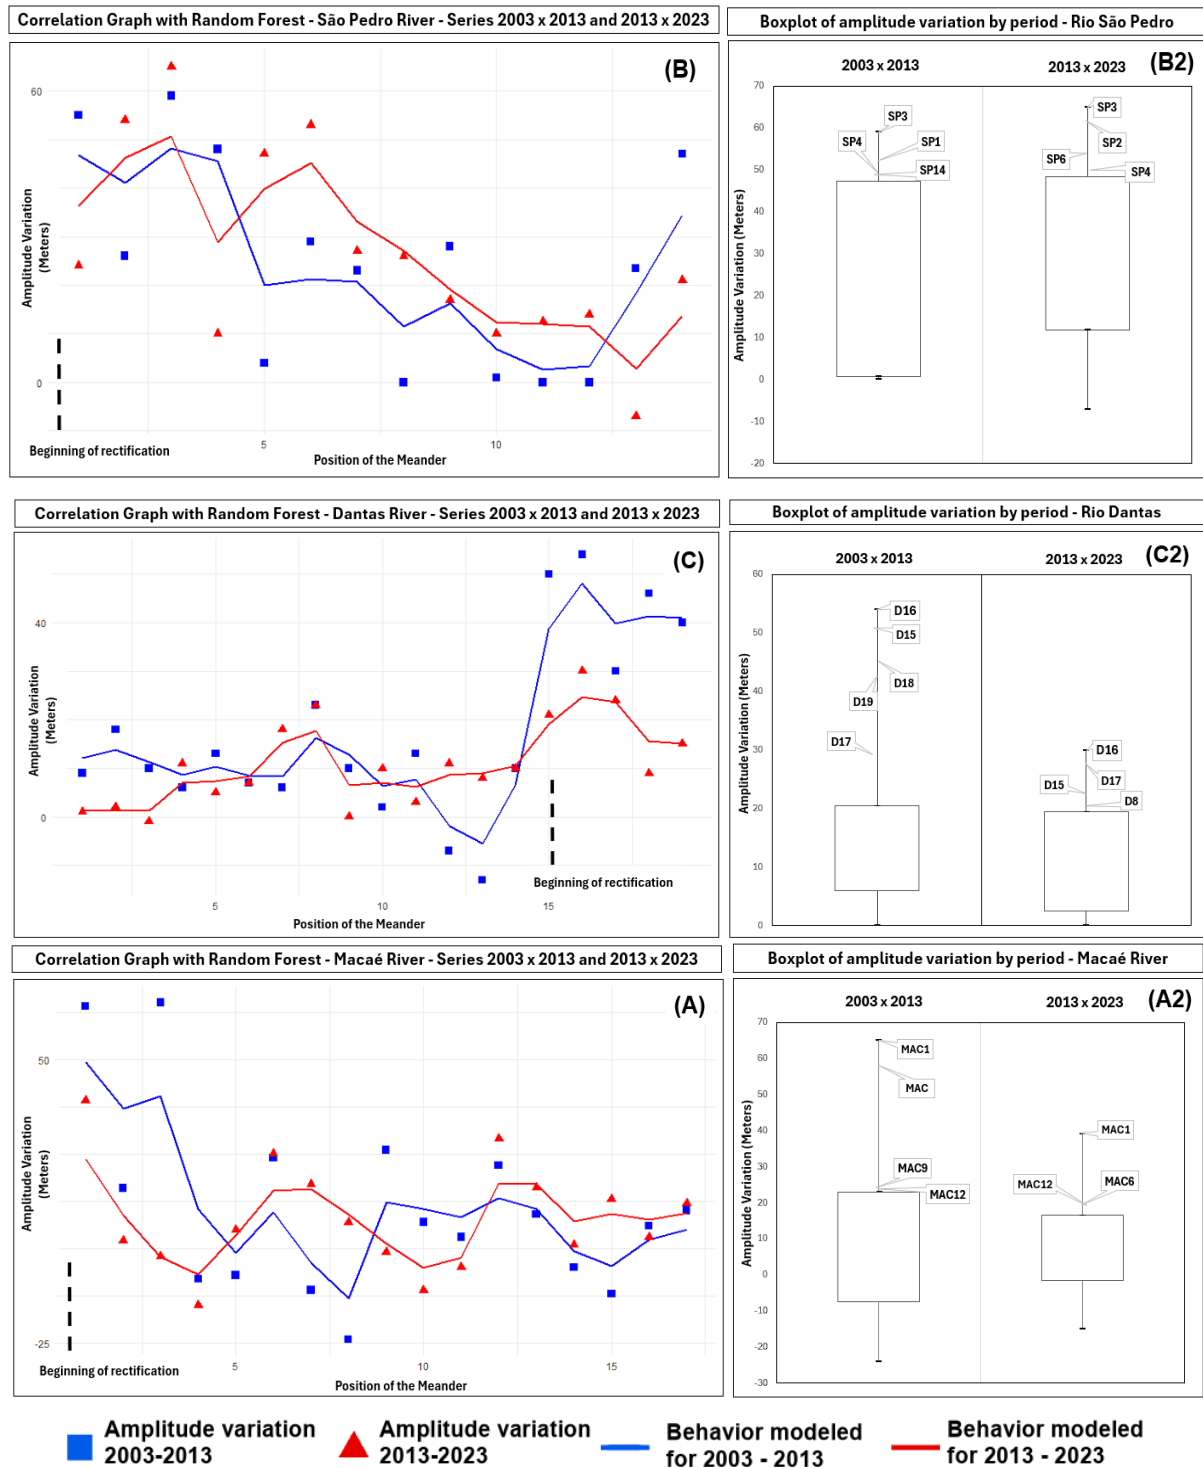 Correlation Graph with Random Forest - São Pedro River - Series 2003 x 2013 and 2013 x 2023
(B)
60
0
Amplitude Variation
(Meters)
5
10
Beginning of rectification
Position of the Meander
Boxplot of amplitude variation by period - Rio São Pedro
2003 x 2013
2013 x 2023
(B2)
Amplitude Variation (Meters)
70
60
50
40
30
20
10
0
-10
-20
SP3
SP4
SP1
SP14
SP3
SP2
SP6
SP4
Correlation Graph with Random Forest - Dantas River - Series 2003 x 2013 and 2013 x 2023
(C)
40
0
Amplitude Variation
(Meters)
5
10
15
Beginning of rectification
Position of the Meander
Boxplot of amplitude variation by period - Rio Dantas
2003 x 2013
2013 x 2023
(C2)
Amplitude Variation (Meters)
60
50
40
30
20
10
0
D16
D15
D18
D19
D17
D16
D15
D17
D8
Correlation Graph with Random Forest - Macaé River - Series 2003 x 2013 and 2013 x 2023
(A)
50
-25
Amplitude Variation
(Meters)
5
10
15
Beginning of rectification
Position of the Meander
Boxplot of amplitude variation by period - Macaé River
2003 x 2013
2013 x 2023
(A2)
Amplitude Variation (Meters)
70
60
50
40
30
20
10
0
-10
-20
-30
MAC1
MAC
MAC9
MAC12
MAC1
MAC12
MAC6
Amplitude variation
2003-2013
Amplitude variation
2013-2023
Behavior modeled
for 2003 - 2013
Behavior modeled
for 2013 - 2023